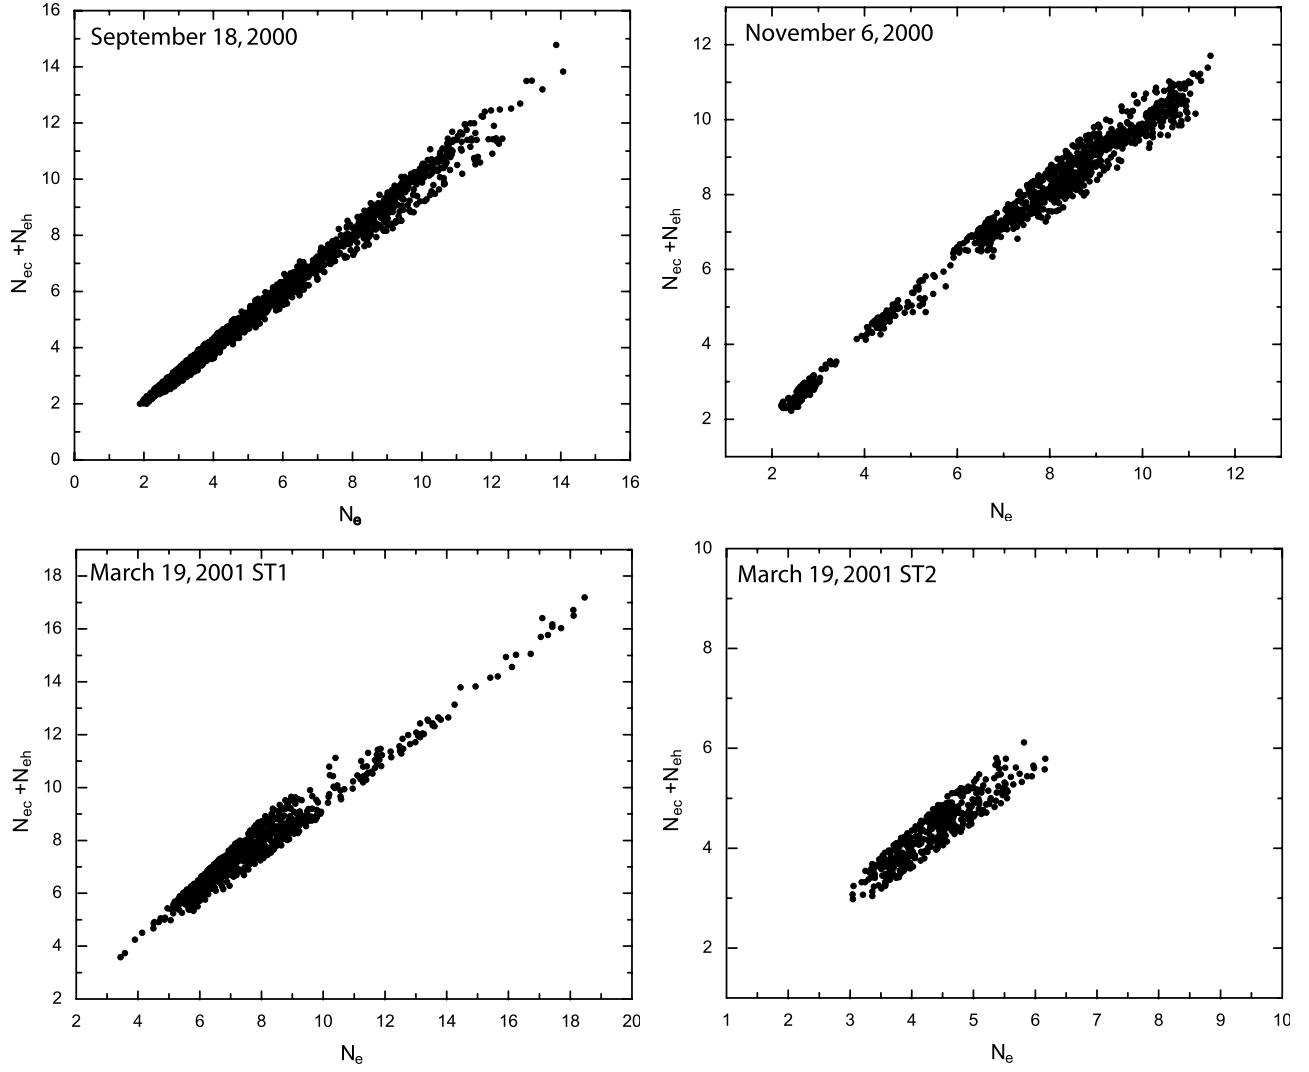 September 18, 2000
16
14
12
10
8
6
4
2
0
N_ec + N_eh
0 2 4 6 8 10 12 14 16
N_e
November 6, 2000
12
10
8
6
4
2
N_ec + N_eh
2 4 6 8 10 12
N_e
March 19, 2001 ST1
18
16
14
12
10
8
6
4
2
N_ec + N_eh
2 4 6 8 10 12 14 16 18 20
N_e
March 19, 2001 ST2
10
8
6
4
2
N_ec + N_eh
1 2 3 4 5 6 7 8 9 10
N_e